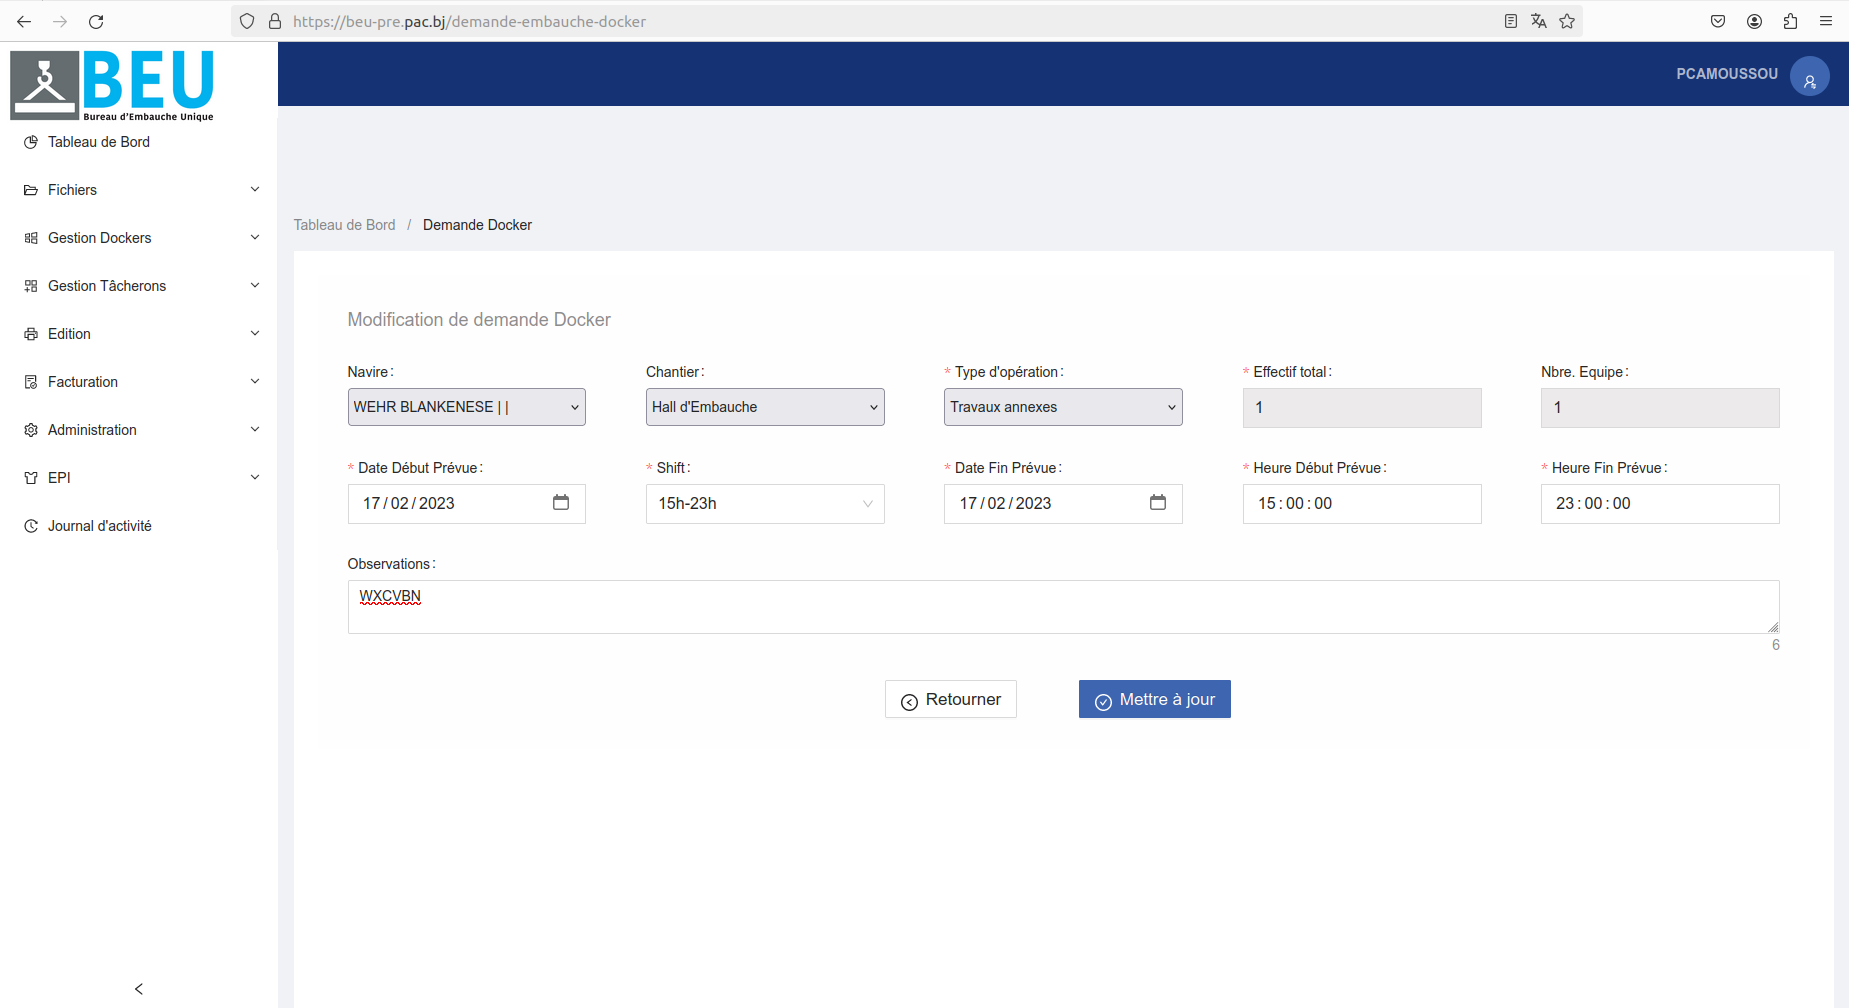 https://beu-pre.pac.bj/demande-embauche-docker
BEU
Bureau d'Embauche Unique
PCAMOUSSOU
Tableau de Bord
Fichiers
Gestion Dockers
Gestion Tâcherons
Edition
Facturation
Administration
EPI
Journal d'activité
Tableau de Bord / Demande Docker
Modification de demande Docker
Navire: Chantier: * Type d'opération: * Effectif total: Nbre. Equipe:
WEHR BLANKENESE | | Hall d'Embauche Travaux annexes 1 1
* Date Début Prévue: * Shift: * Date Fin Prévue: * Heure Début Prévue: * Heure Fin Prévue:
17/02/2023 15h-23h 17/02/2023 15:00:00 23:00:00
Observations:
WXCVBN
6
Retourner Mettre à jour